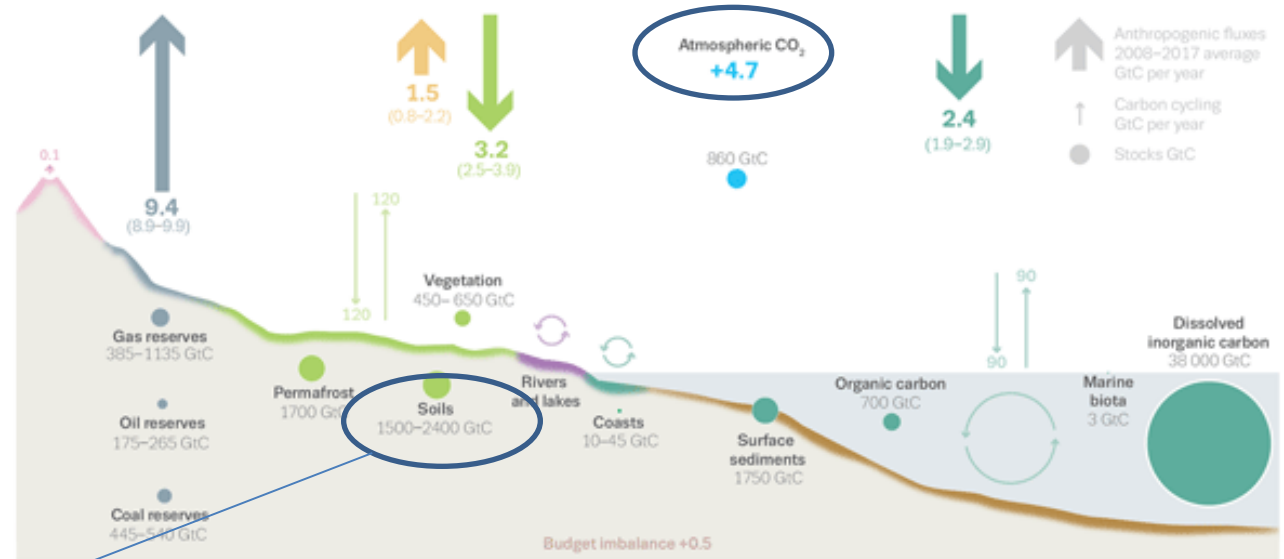 Atmospheric CO₂
+4.7
860 GtC
0.1
9.4
(8.9–9.9)
1.5
(0.8–2.2)
3.2
(2.5–3.9)
2.4
(1.9–2.9)
Anthropogenic fluxes
2008–2017 average
GtC per year
Carbon cycling
GtC per year
Stocks GtC
120
120
Vegetation
450–650 GtC
90
90
Gas reserves
385–1135 GtC
Oil reserves
175–265 GtC
Coal reserves
445–540 GtC
Permafrost
1700 GtC
Soils
1500–2400 GtC
Rivers
and lakes
Coasts
10–45 GtC
Surface
sediments
1750 GtC
Organic carbon
700 GtC
Marine
biota
3 GtC
Dissolved
inorganic carbon
38 000 GtC
Budget imbalance +0.5